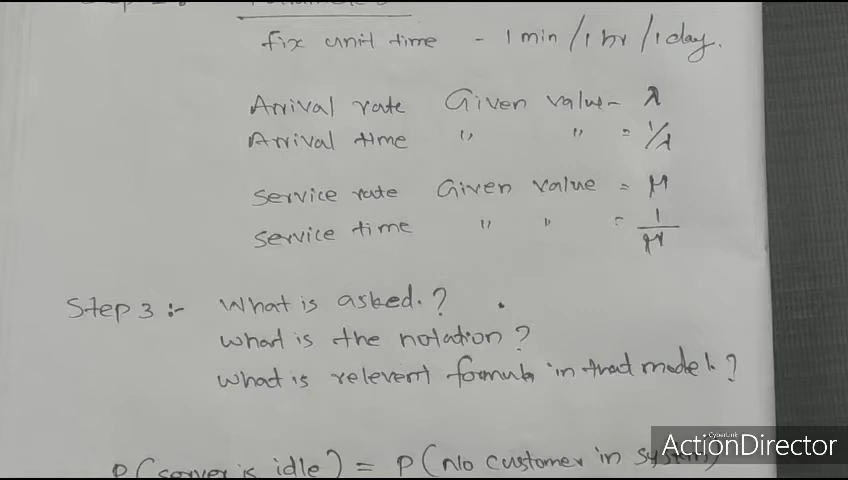 fix unit time - 1 min / 1 hr / 1 day.
Arrival rate Given value - λ
Arrival time " " = 1/λ
Service rate Given value = μ
Service time " " = 1/μ
Step 3 :- What is asked. ?
what is the notation ?
what is relevent formula in that model. ?
P ( server is idle ) = P ( No customer in system )
CyberLink
ActionDirector